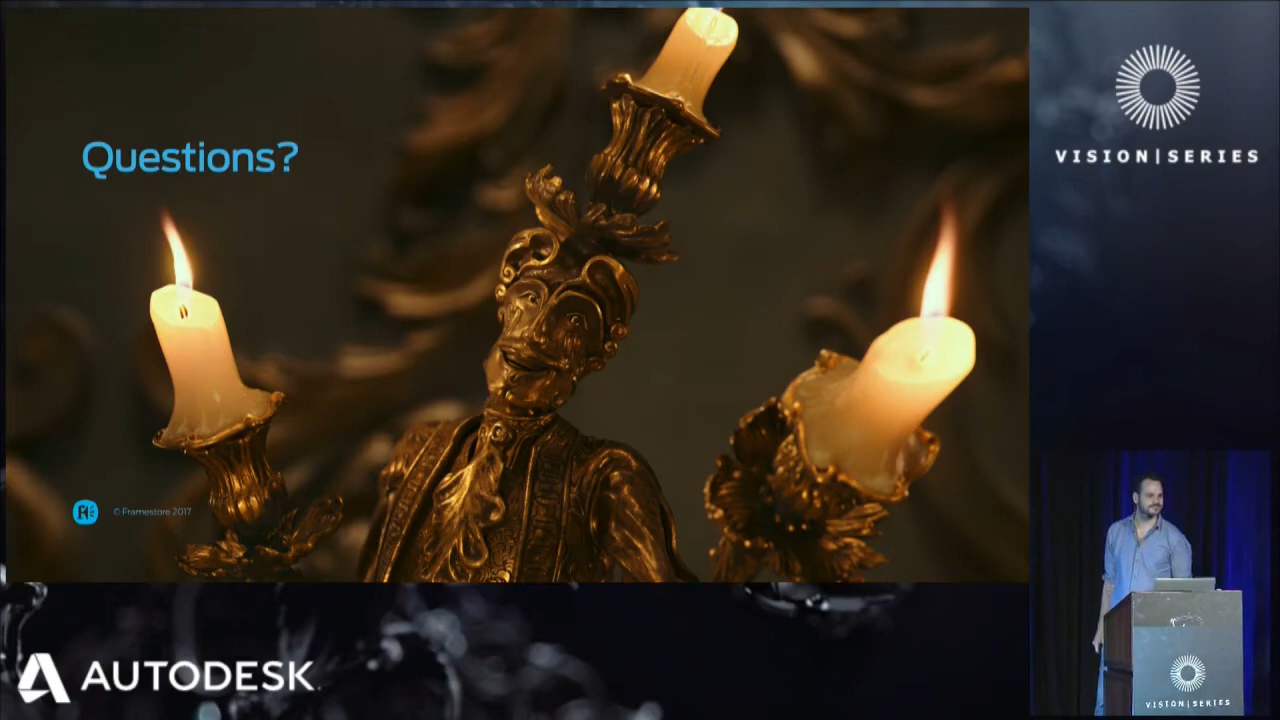 Questions?
© Framestore 2017
VISION|SERIES
AUTODESK.
VISION|SERIES